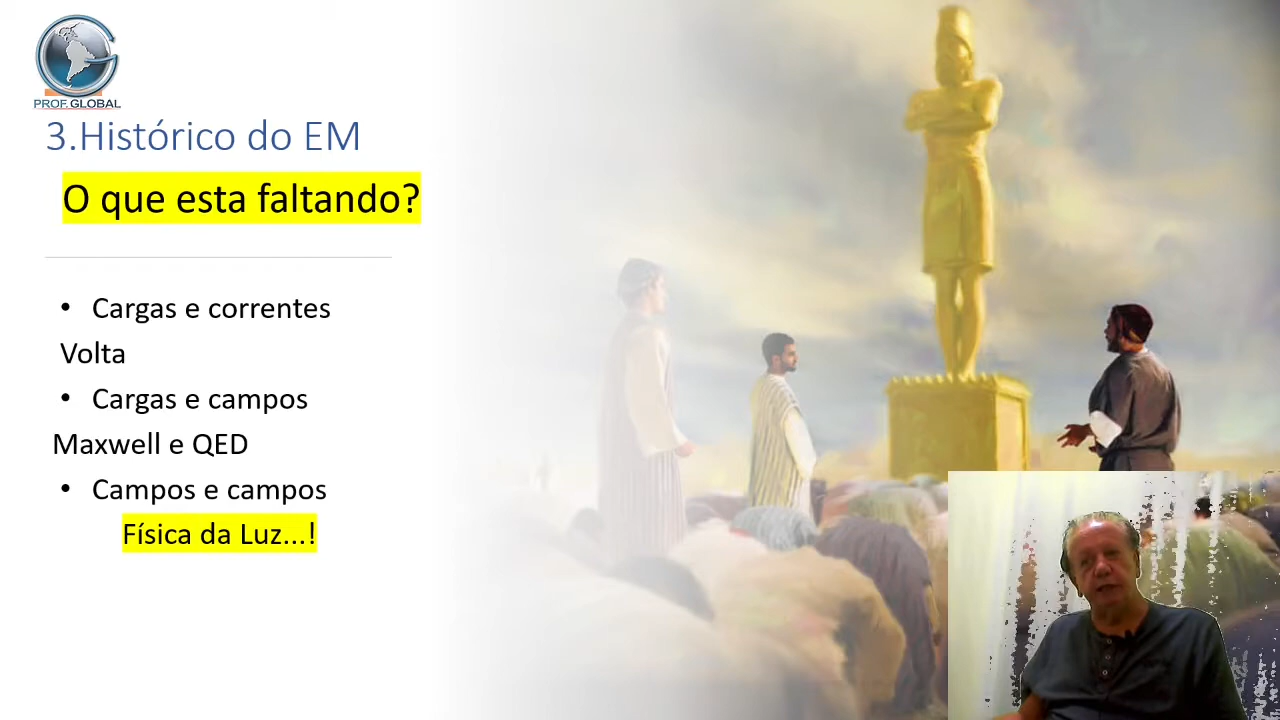 PROF.GLOBAL
3.Histórico do EM
O que esta faltando?
• Cargas e correntes
Volta
• Cargas e campos
Maxwell e QED
• Campos e campos
Física da Luz...!